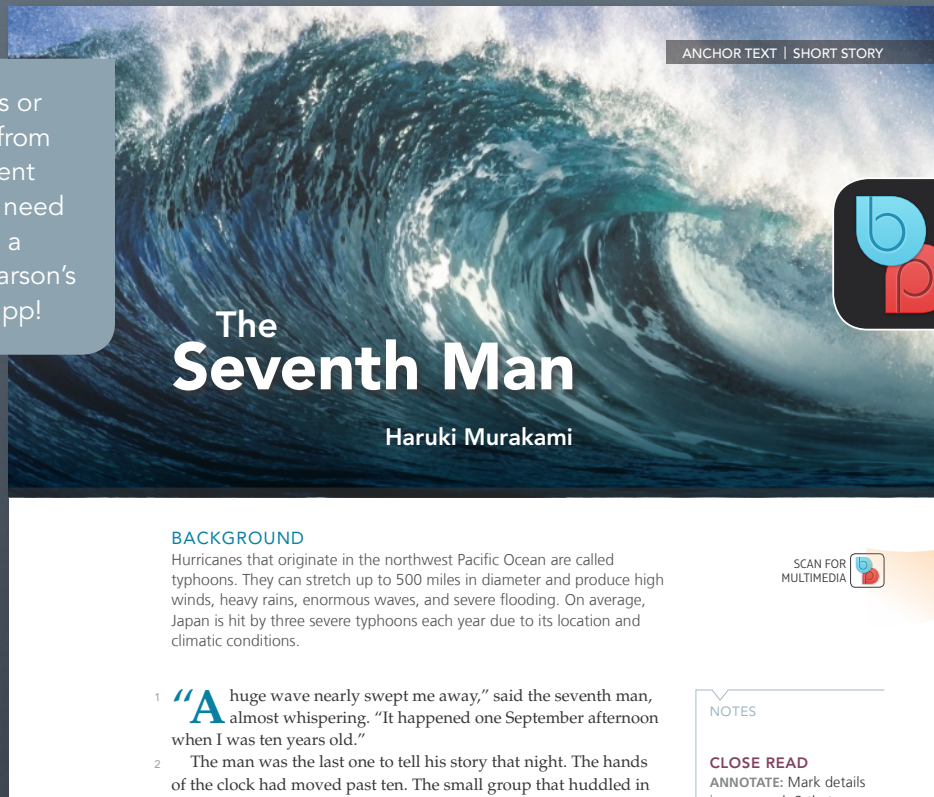 ANCHOR TEXT | SHORT STORY
s or
from
ent
need
a
arson's
pp!
b
p
The
Seventh Man
Haruki Murakami
BACKGROUND
Hurricanes that originate in the northwest Pacific Ocean are called
typhoons. They can stretch up to 500 miles in diameter and produce high
winds, heavy rains, enormous waves, and severe flooding. On average,
Japan is hit by three severe typhoons each year due to its location and
climatic conditions.
SCAN FOR
MULTIMEDIA
1 “A huge wave nearly swept me away,” said the seventh man,
almost whispering. “It happened one September afternoon
when I was ten years old.”
2 The man was the last one to tell his story that night. The hands
of the clock had moved past ten. The small group that huddled in
NOTES
CLOSE READ
ANNOTATE: Mark details